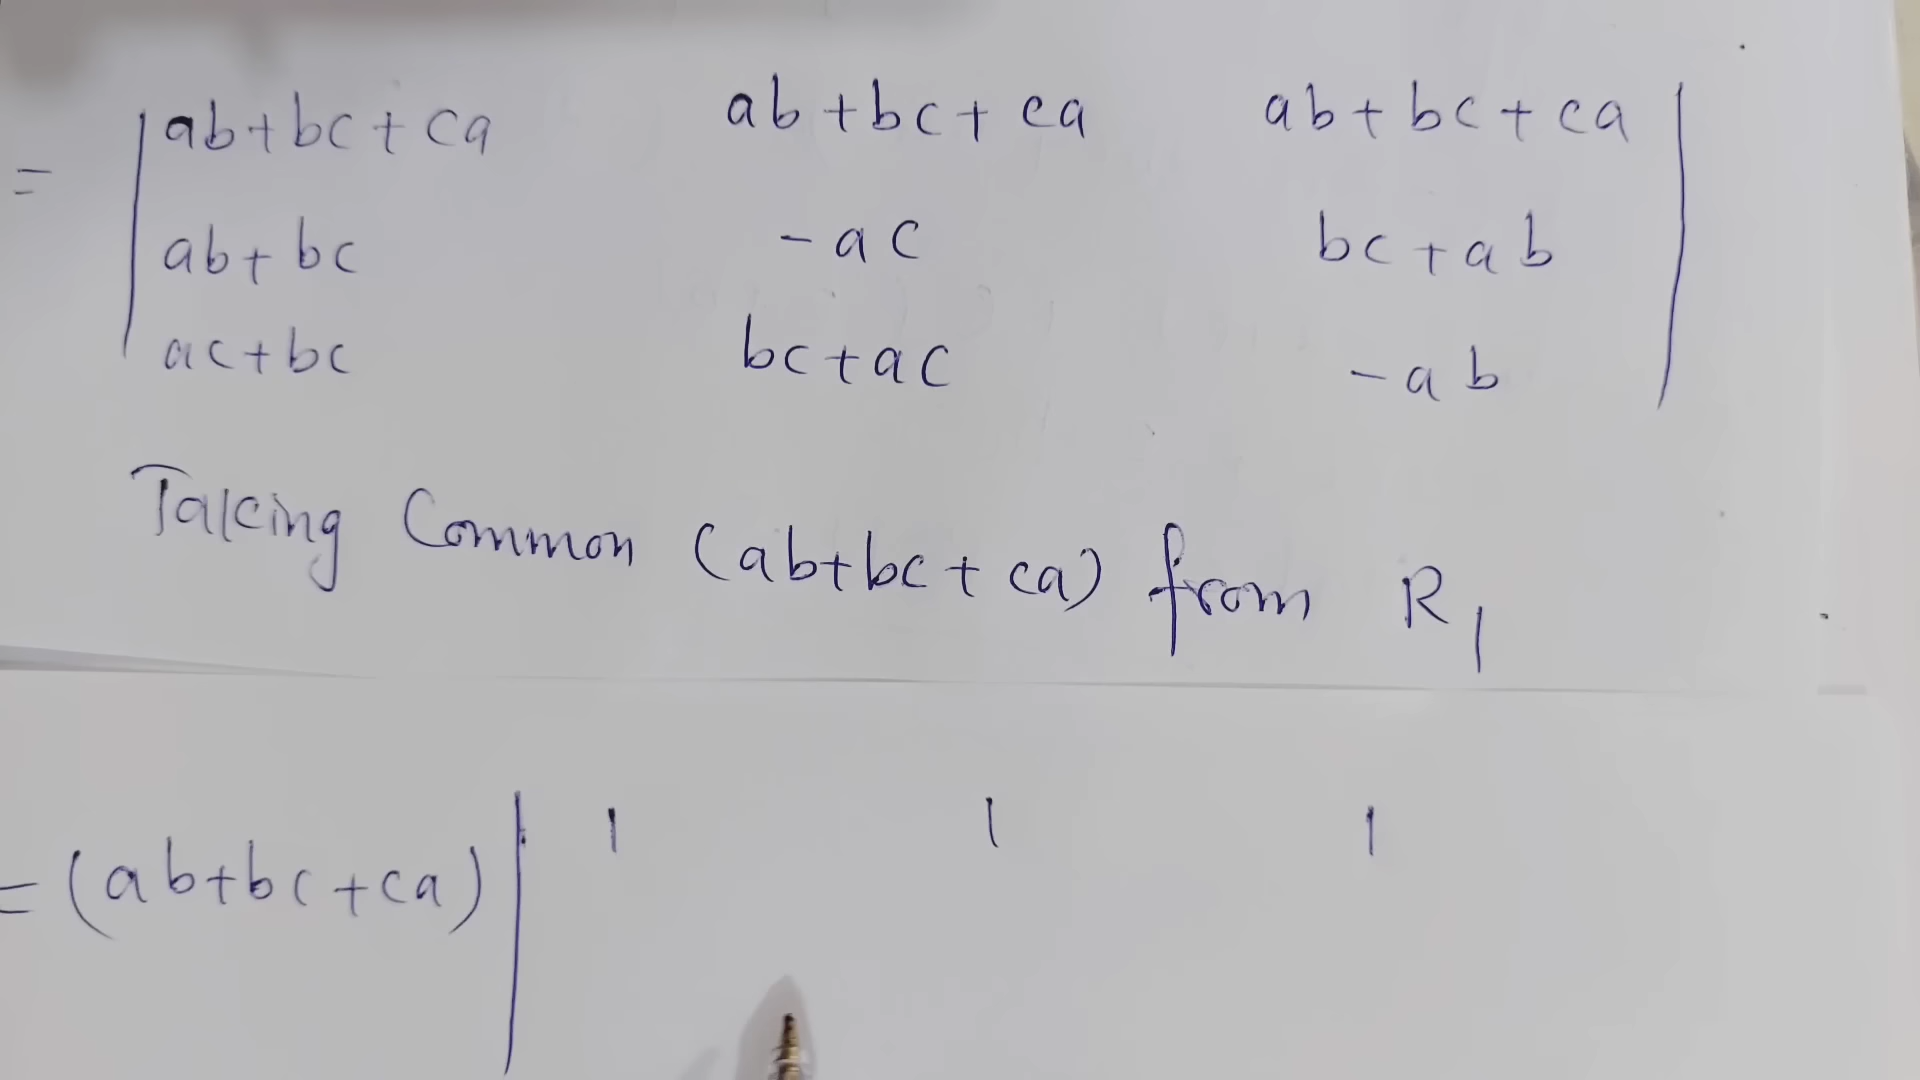 = | ab+bc+ca ab+bc+ca ab+bc+ca |
ab+bc -ac bc+ab
ac+bc bc+ac -ab
Taking Common (ab+bc+ca) from R1
= (ab+bc+ca) | 1 1 1